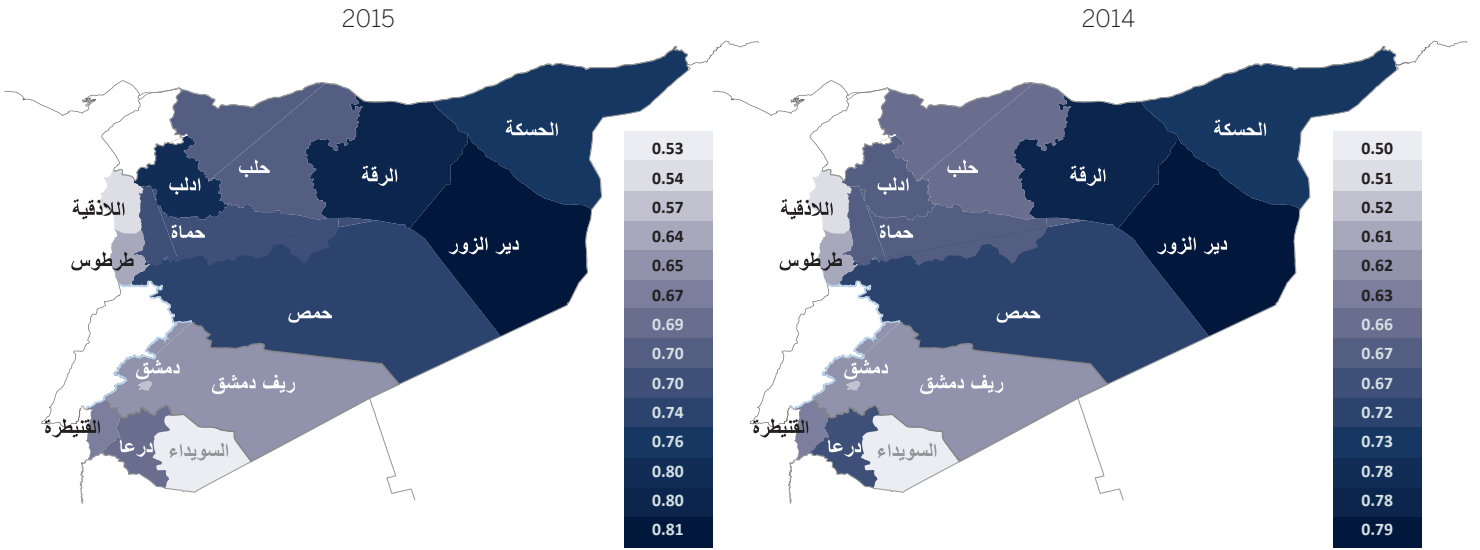 2015
2014
الحسكة
الرقة
حلب
ادلب
اللاذقية
حماة
دير الزور
طرطوس
حمص
دمشق
ريف دمشق
القنيطرة
درعا
السويداء
0.53
0.54
0.57
0.64
0.65
0.67
0.69
0.70
0.70
0.74
0.76
0.80
0.80
0.81
الحسكة
الرقة
حلب
ادلب
اللاذقية
حماة
دير الزور
طرطوس
حمص
دمشق
ريف دمشق
القنيطرة
درعا
السويداء
0.50
0.51
0.52
0.61
0.62
0.63
0.66
0.67
0.67
0.72
0.73
0.78
0.78
0.79